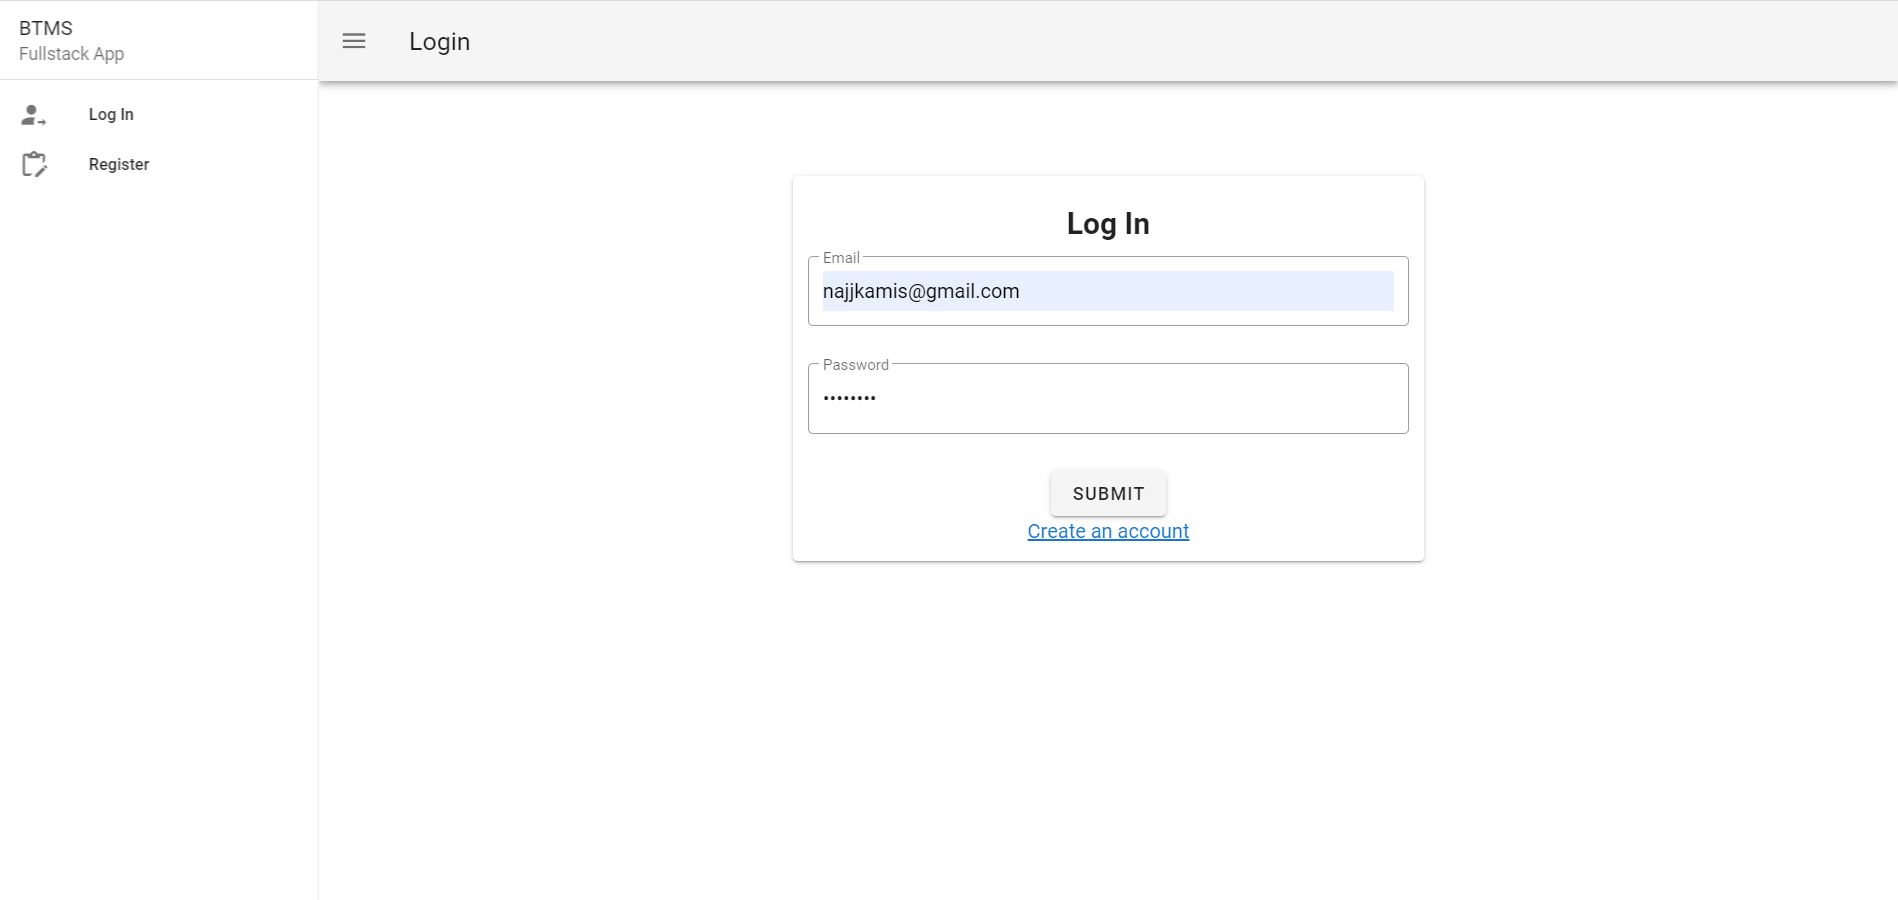 BTMS
Fullstack App
Log In
Register
Login
Log In
Email
najjkamis@gmail.com
Password
••••••••
SUBMIT
Create an account